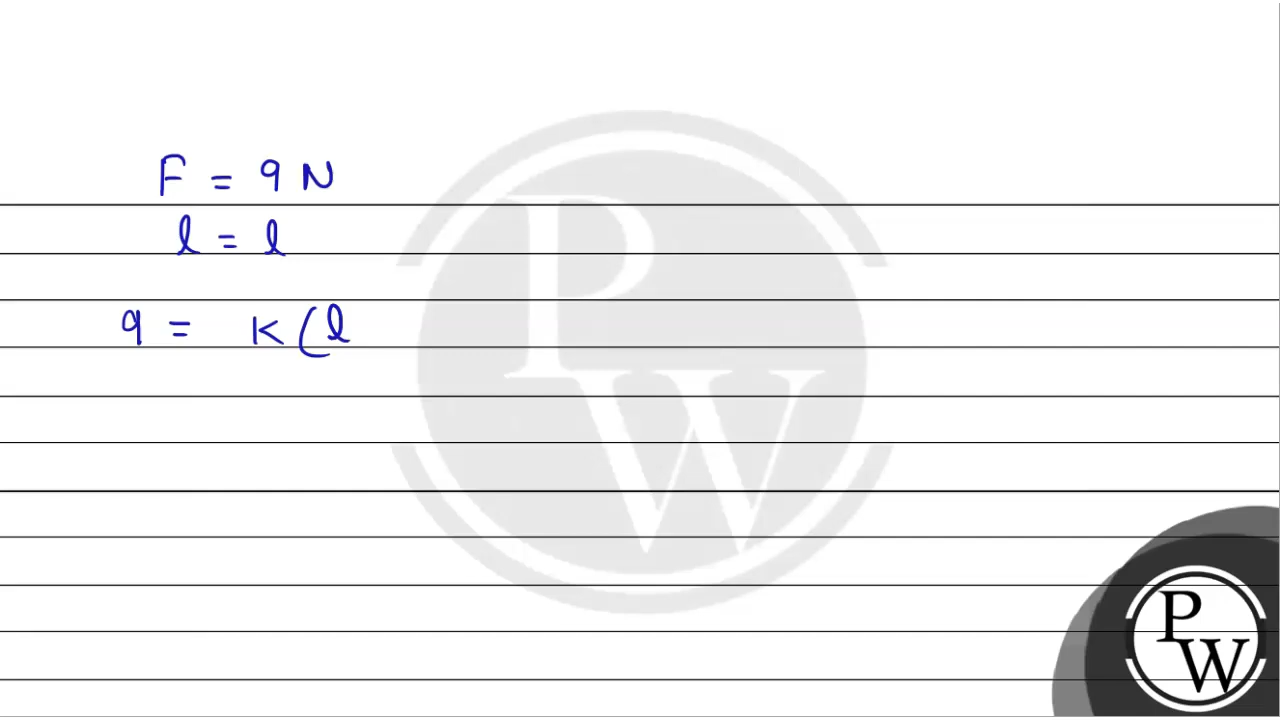 F = 9 N
l = l
9 = K(l
P
W
P
W